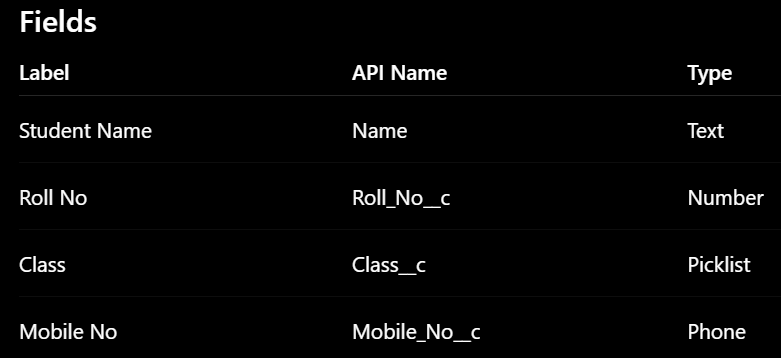 Fields
Label API Name Type
Student Name Name Text
Roll No Roll_No__c Number
Class Class__c Picklist
Mobile No Mobile_No__c Phone